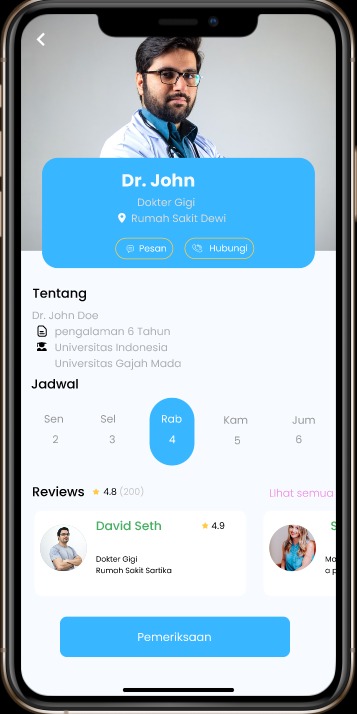 Dr. John
Dokter Gigi
Rumah Sakit Dewi
Pesan
Hubungi
Tentang
Dr. John Doe
pengalaman 6 Tahun
Universitas Indonesia
Universitas Gajah Mada
Jadwal
Sen Sel Rab Kam Jum
2 3 4 5 6
Reviews 4.8 (200) Lihat semua
David Seth 4.9
Dokter Gigi
Rumah Sakit Sartika
S
Ma
a p
Pemeriksaan